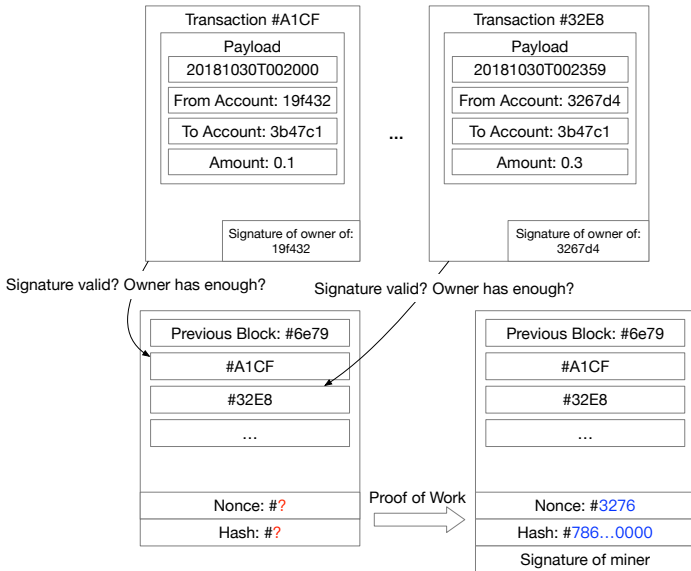 Transaction #A1CF
Payload
20181030T002000
From Account: 19f432
To Account: 3b47c1
Amount: 0.1
Signature of owner of:
19f432
...
Transaction #32E8
Payload
20181030T002359
From Account: 3267d4
To Account: 3b47c1
Amount: 0.3
Signature of owner of:
3267d4
Signature valid? Owner has enough?
Signature valid? Owner has enough?
Previous Block: #6e79
#A1CF
#32E8
...
Nonce: #?
Hash: #?
Proof of Work
Previous Block: #6e79
#A1CF
#32E8
...
Nonce: #3276
Hash: #786...0000
Signature of miner